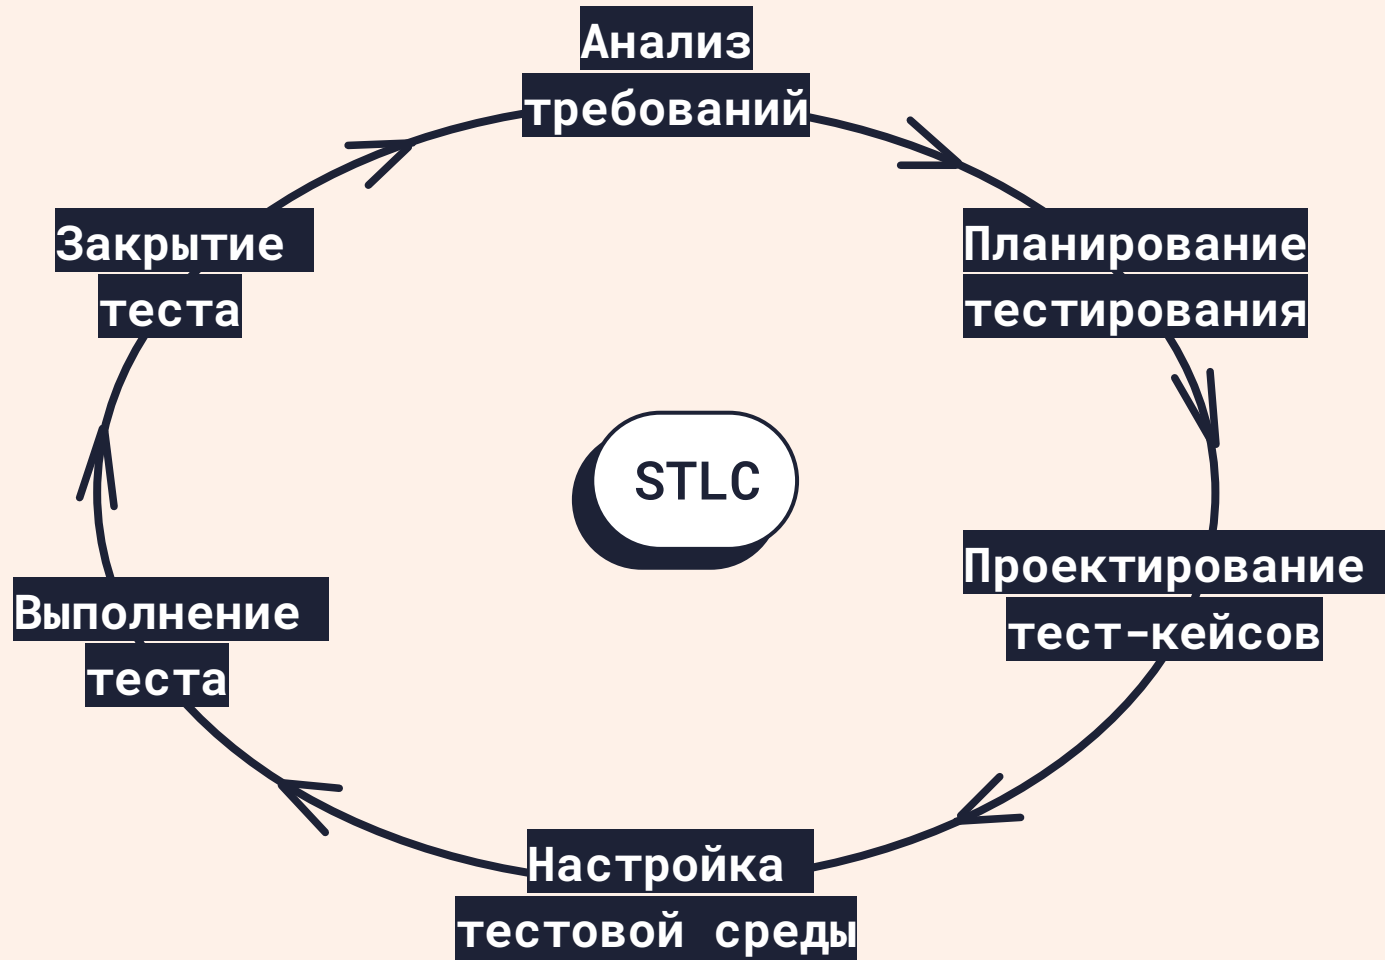 Анализ
требований
Планирование
тестирования
Проектирование
тест-кейсов
Настройка
тестовой среды
Выполнение
теста
Закрытие
теста
STLC